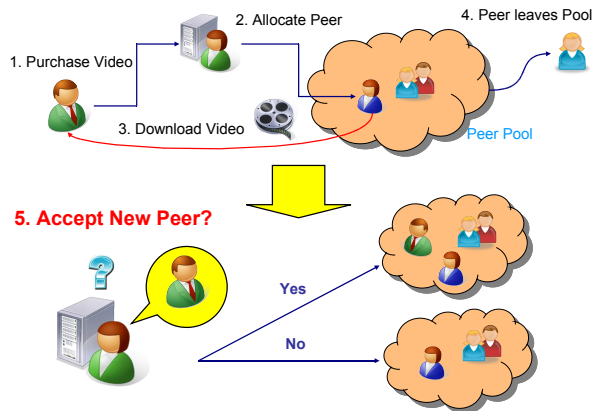 2. Allocate Peer
4. Peer leaves Pool
1. Purchase Video
3. Download Video
Peer Pool
5. Accept New Peer?
?
Yes
No